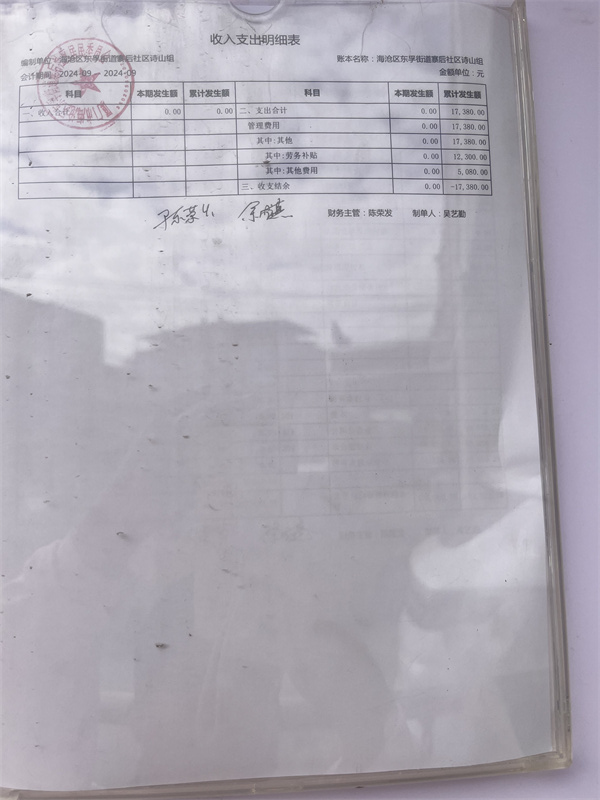 收入支出明细表
编制单位：海沧区东孚街道寨后社区诗山组 账本名称：海沧区东孚街道寨后社区诗山组
会计期间：2024-09 — 2024-09 金额单位：元
科目 本期发生额 累计发生额 科目 本期发生额 累计发生额
一、收入合计 0.00 0.00 二、支出合计 0.00 17,380.00
管理费用 0.00 17,380.00
其中:其他 0.00 17,380.00
其中:劳务补贴 0.00 12,300.00
其中:其他费用 0.00 5,080.00
三、收支结余 0.00 -17,380.00
财务主管：陈荣发 制单人：吴艺勤